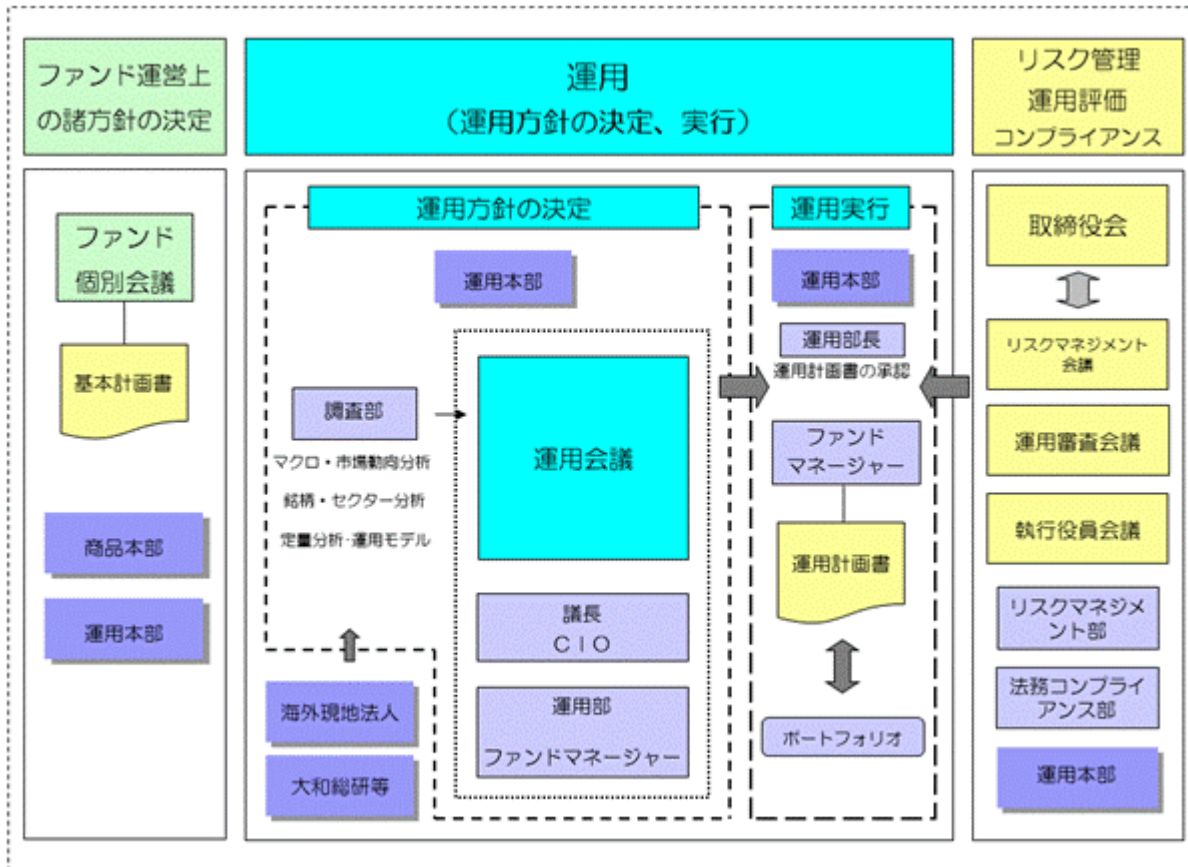 ファンド運営上
の諸方針の決定
運用
（運用方針の決定、実行）
リスク管理
運用評価
コンプライアンス
ファンド
個別会議
基本計画書
商品本部
運用本部
運用方針の決定
運用本部
調査部
マクロ・市場動向分析
銘柄・セクター分析
定量分析･運用モデル
運用会議
議長
ＣＩＯ
運用部
ファンドマネージャー
海外現地法人
大和総研等
運用実行
運用本部
運用部長
運用計画書の承認
ファンド
マネージャー
運用計画書
ポートフォリオ
取締役会
リスクマネジメント
会議
運用審査会議
執行役員会議
リスクマネジメ
ント部
法務コンプライ
アンス部
運用本部